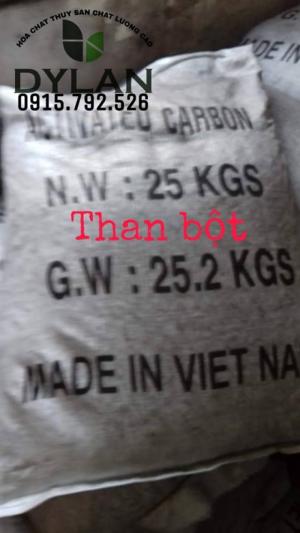 HÓA CHẤT THỦY SẢN CHẤT LƯỢNG CAO
DYLAN
0915.792.526
ACTIVATED CARBON
N.W : 25 KGS
Than bột
G.W : 25.2 KGS
MADE IN VIET NA
MADE IN